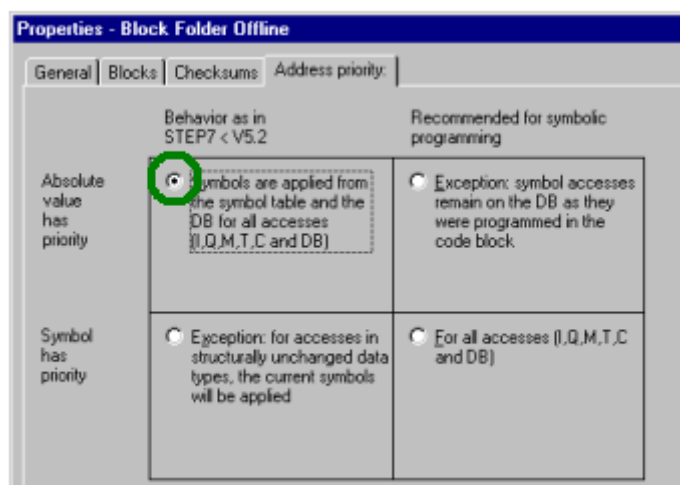 Properties - Block Folder Offline
General Blocks Checksums Address priority:
Behavior as in
STEP7 < V5.2
Recommended for symbolic
programming
Absolute
value
has
priority
Symbols are applied from
the symbol table and the
DB for all accesses
(I,Q,M,T,C and DB)
Exception: symbol accesses
remain on the DB as they
were programmed in the
code block
Symbol
has
priority
Exception: for accesses in
structurally unchanged data
types, the current symbols
will be applied
For all accesses (I,Q,M,T,C
and DB)